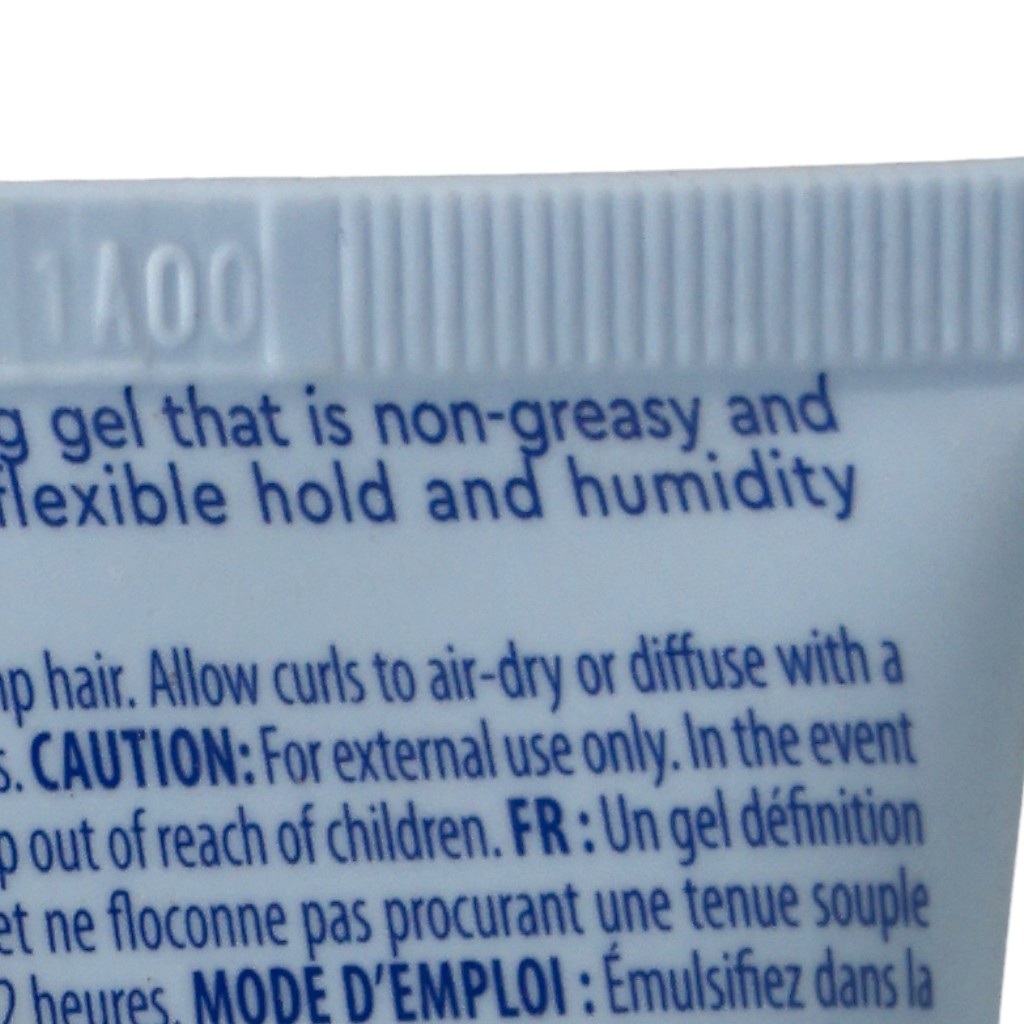 1A00
gel that is non-greasy and
flexible hold and humidity
hair. Allow curls to air-dry or diffuse with a
CAUTION: For external use only. In the event
out of reach of children. FR : Un gel définition
et ne floconne pas procurant une tenue souple
heures. MODE D'EMPLOI : Émulsifiez dans la